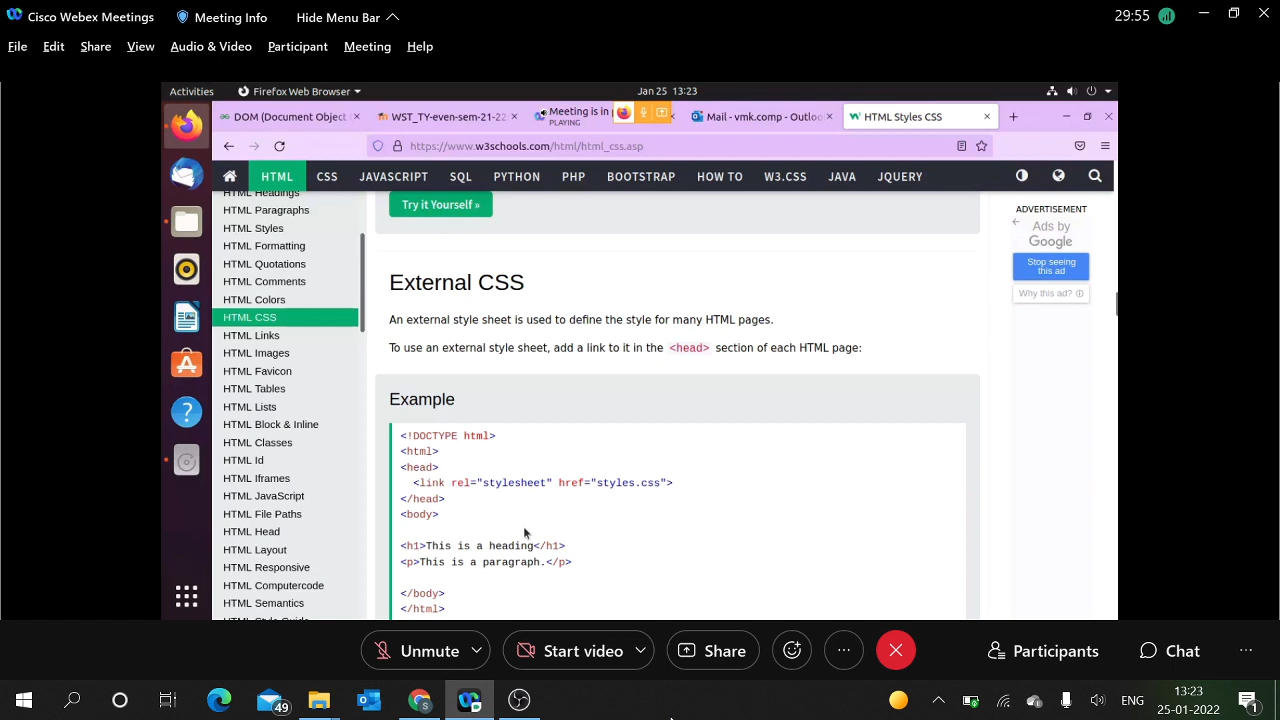 Cisco Webex Meetings
Meeting Info
Hide Menu Bar
29:55
File Edit Share View Audio & Video Participant Meeting Help
Activities
Firefox Web Browser
Jan 25 13:23
DOM (Document Object
WST_TY-even-sem-21-22
Meeting is in
PLAYING
Mail - vmk.comp - Outloo
HTML Styles CSS
https://www.w3schools.com/html/html_css.asp
HTML CSS JAVASCRIPT SQL PYTHON PHP BOOTSTRAP HOW TO W3.CSS JAVA JQUERY
HTML Headings
HTML Paragraphs
HTML Styles
HTML Formatting
HTML Quotations
HTML Comments
HTML Colors
HTML CSS
HTML Links
HTML Images
HTML Favicon
HTML Tables
HTML Lists
HTML Block & Inline
HTML Classes
HTML Id
HTML Iframes
HTML JavaScript
HTML File Paths
HTML Head
HTML Layout
HTML Responsive
HTML Computercode
HTML Semantics
HTML Style Guide
Try it Yourself »
External CSS
An external style sheet is used to define the style for many HTML pages.
To use an external style sheet, add a link to it in the <head> section of each HTML page:
Example
<!DOCTYPE html>
<html>
<head>
<link rel="stylesheet" href="styles.css">
</head>
<body>
<h1>This is a heading</h1>
<p>This is a paragraph.</p>
</body>
</html>
ADVERTISEMENT
Ads by
Google
Stop seeing
this ad
Why this ad?
Unmute
Start video
Share
Participants
Chat
49
ENG
13:23
25-01-2022
1